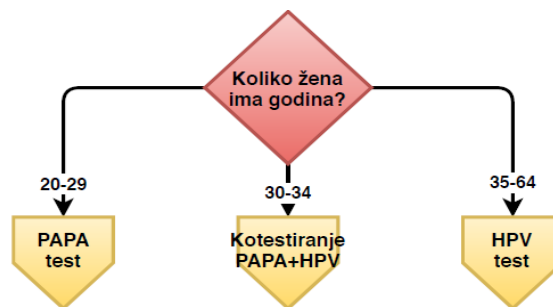 Koliko žena
ima godina?
20-29
30-34
35-64
PAPA
test
Kotestiranje
PAPA+HPV
HPV
test